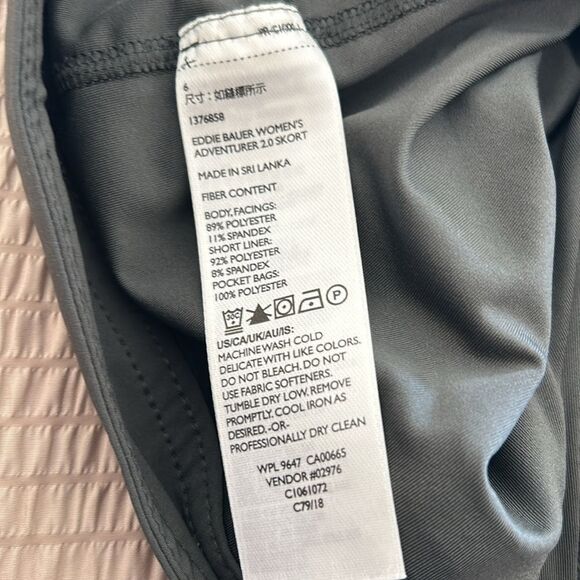 6
尺寸：如縫標所示
1376858
EDDIE BAUER WOMEN'S
ADVENTURER 2.0 SKORT
MADE IN SRI LANKA
FIBER CONTENT
BODY, FACINGS:
89% POLYESTER
11% SPANDEX
SHORT LINER:
92% POLYESTER
8% SPANDEX
POCKET BAGS:
100% POLYESTER
30C P
US/CA/UK/AU/IS:
MACHINE WASH COLD
DELICATE WITH LIKE COLORS.
DO NOT BLEACH. DO NOT
USE FABRIC SOFTENERS.
TUMBLE DRY LOW. REMOVE
PROMPTLY. COOL IRON AS
DESIRED. -OR-
PROFESSIONALLY DRY CLEAN
WPL 9647 CA00665
VENDOR #02976
C1061072
C79/18